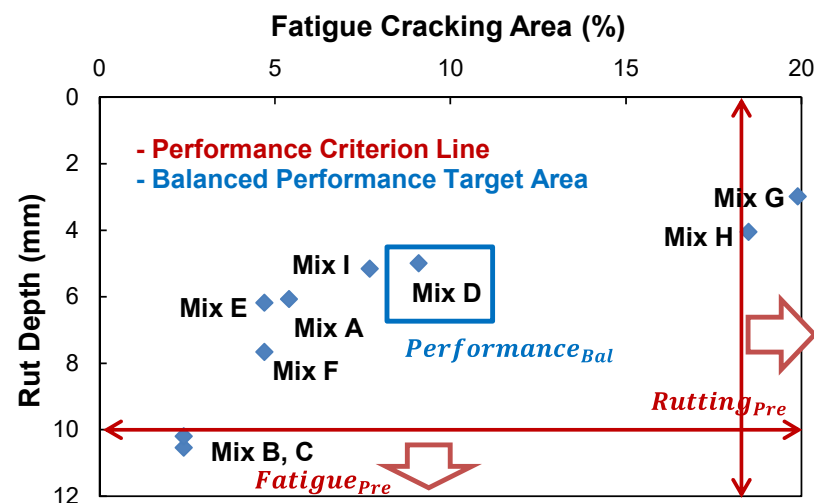 Fatigue Cracking Area (%)
0 5 10 15 20
0
2
4
6
8
10
12
Rut Depth (mm)
- Performance Criterion Line
- Balanced Performance Target Area
Mix G
Mix H
Mix I
Mix D
Mix E
Mix A
Mix F
Performance_Bal
Rutting_Pre
Mix B, C
Fatigue_Pre